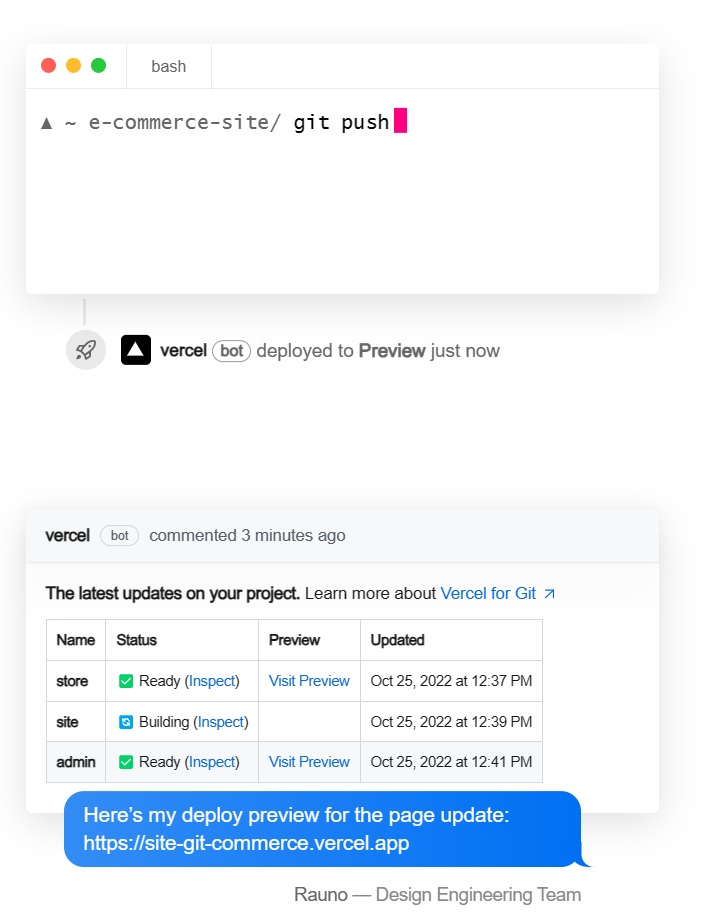 bash
▲ ~ e-commerce-site/ git push
vercel bot deployed to Preview just now
vercel bot commented 3 minutes ago
The latest updates on your project. Learn more about Vercel for Git ↗
Name Status Preview Updated
store ✅ Ready (Inspect) Visit Preview Oct 25, 2022 at 12:37 PM
site 🔄 Building (Inspect) Oct 25, 2022 at 12:39 PM
admin ✅ Ready (Inspect) Visit Preview Oct 25, 2022 at 12:41 PM
Here’s my deploy preview for the page update:
https://site-git-commerce.vercel.app
Rauno — Design Engineering Team